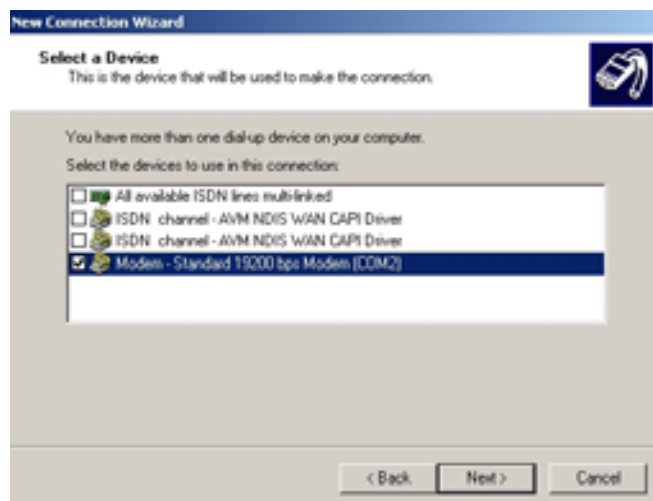 New Connection Wizard
Select a Device
This is the device that will be used to make the connection.
You have more than one dial-up device on your computer.
Select the devices to use in this connection:
All available ISDN lines multi-linked
ISDN channel - AVM NDIS WAN CAPI Driver
ISDN channel - AVM NDIS WAN CAPI Driver
Modem - Standard 19200 bps Modem (COM2)
< Back Next > Cancel